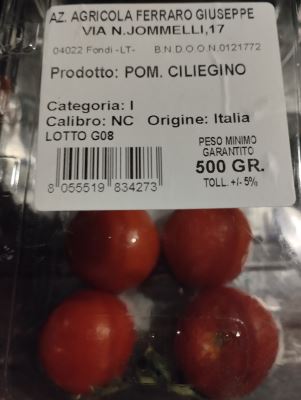 AZ. AGRICOLA FERRARO GIUSEPPE
VIA N.JOMMELLI,17
04022 Fondi -LT- B.N.D.O.O.N.0121772
Prodotto: POM. CILIEGINO
Categoria: I
Calibro: NC Origine: Italia
LOTTO G08
PESO MINIMO
GARANTITO
500 GR.
TOLL. +/- 5%
8 055519 834273